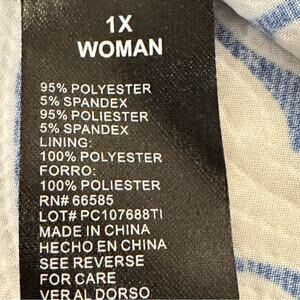 1X
WOMAN
95% POLYESTER
5% SPANDEX
95% POLIESTER
5% SPANDEX
LINING:
100% POLYESTER
FORRO:
100% POLIESTER
RN# 66585
LOT# PC107688TI
MADE IN CHINA
HECHO EN CHINA
SEE REVERSE
FOR CARE
VER AL DORSO